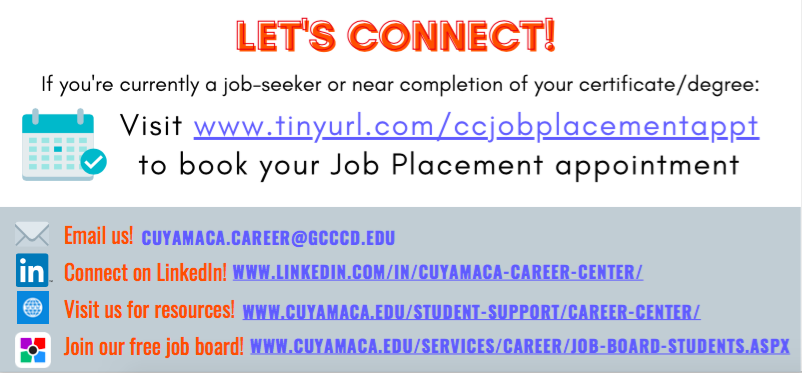 LET'S CONNECT!
If you're currently a job-seeker or near completion of your certificate/degree:
Visit www.tinyurl.com/ccjobplacementappt
to book your Job Placement appointment
Email us! CUYAMACA.CAREER@GCCCD.EDU
in Connect on LinkedIn! WWW.LINKEDIN.COM/IN/CUYAMACA-CAREER-CENTER/
Visit us for resources! WWW.CUYAMACA.EDU/STUDENT-SUPPORT/CAREER-CENTER/
Join our free job board! WWW.CUYAMACA.EDU/SERVICES/CAREER/JOB-BOARD-STUDENTS.ASPX